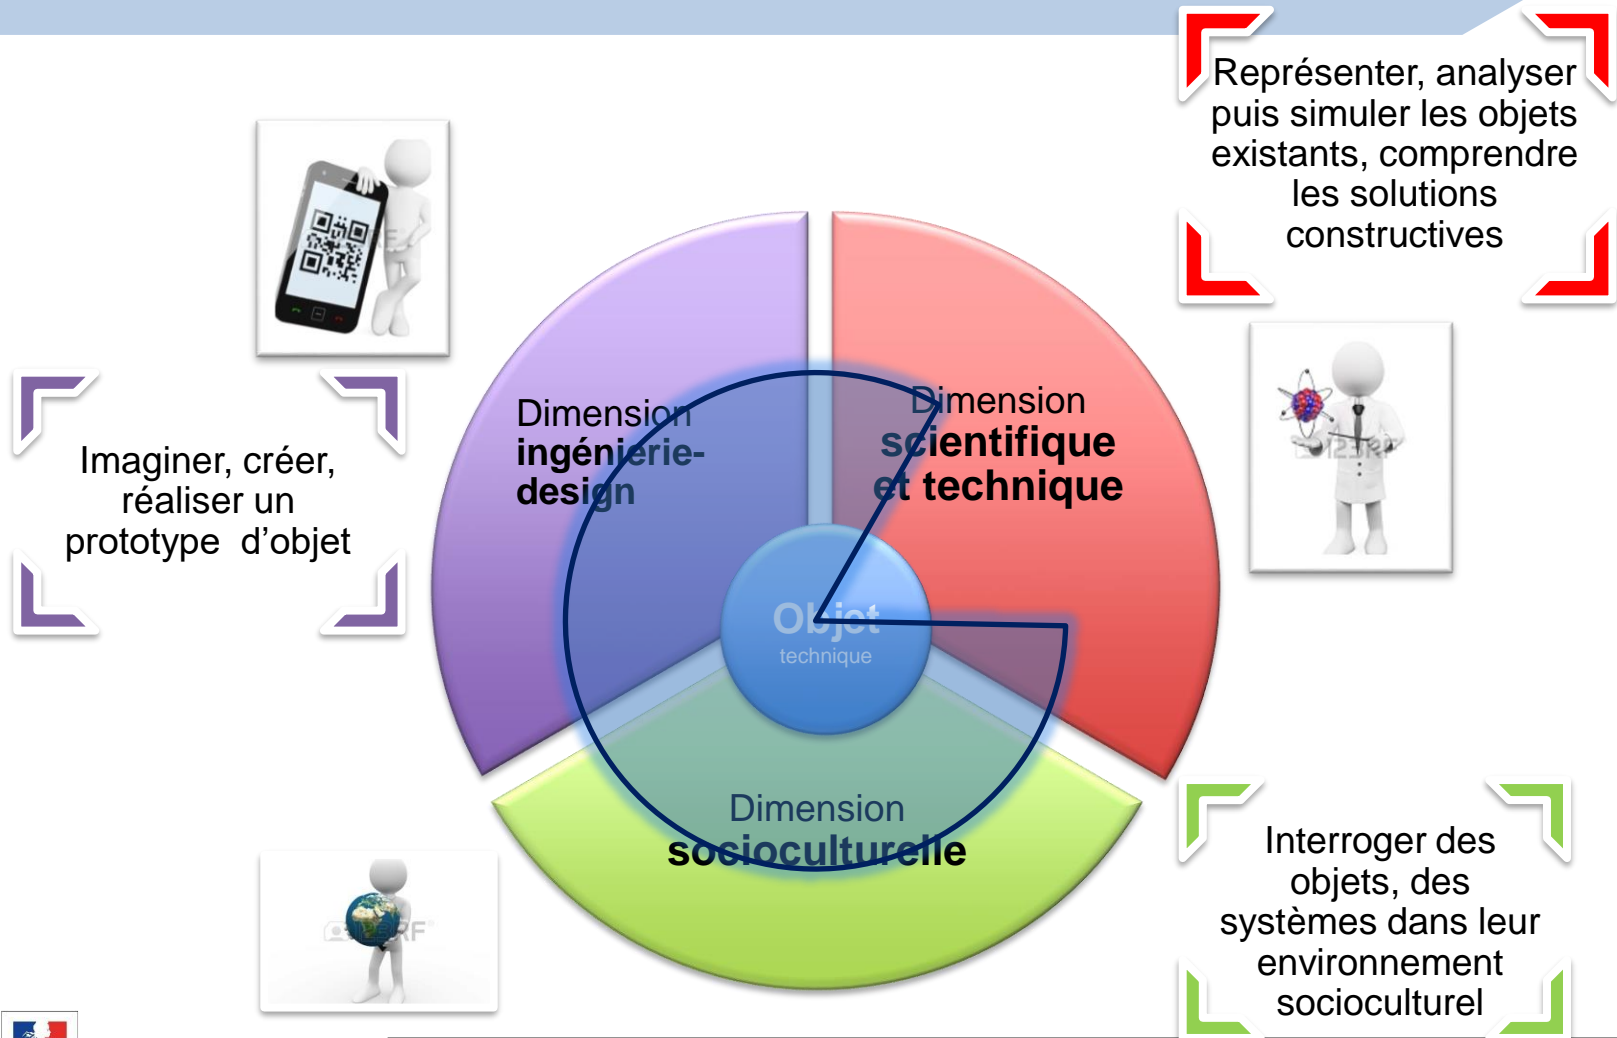 Représenter, analyser
puis simuler les objets
existants, comprendre
les solutions
constructives
Dimension
ingénierie-
design
Dimension
scientifique
et technique
Imaginer, créer,
réaliser un
prototype d’objet
Objet
technique
Dimension
socioculturelle
Interroger des
objets, des
systèmes dans leur
environnement
socioculturel
123RF